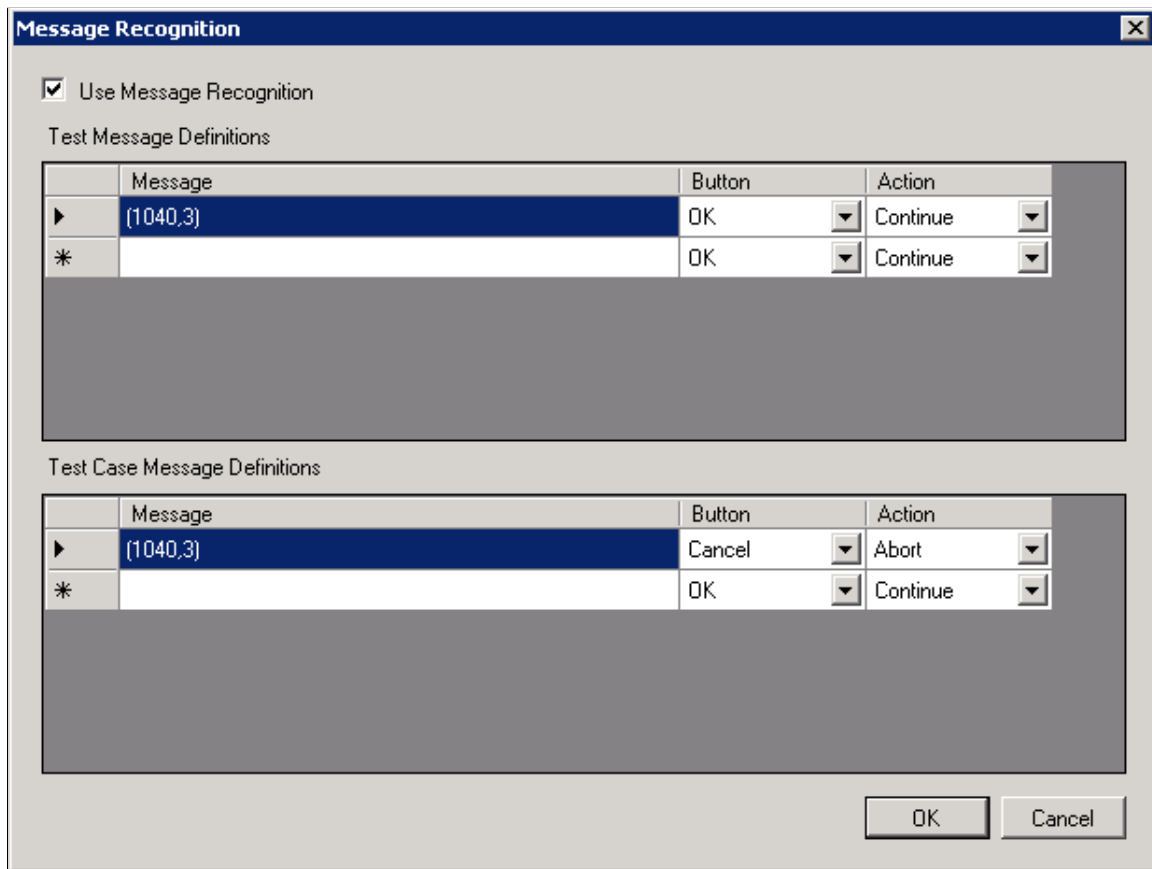 Message Recognition
Use Message Recognition
Test Message Definitions
Message Button Action
(1040,3) OK Continue
OK Continue
Test Case Message Definitions
Message Button Action
(1040,3) Cancel Abort
OK Continue
OK Cancel